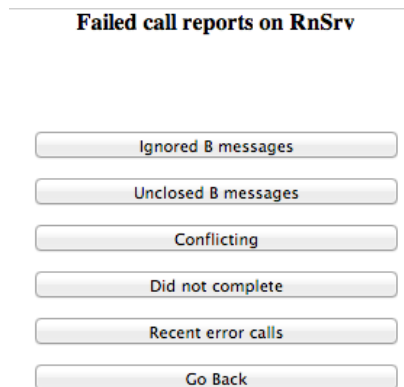 Failed call reports on RnSrv
Ignored B messages
Unclosed B messages
Conflicting
Did not complete
Recent error calls
Go Back